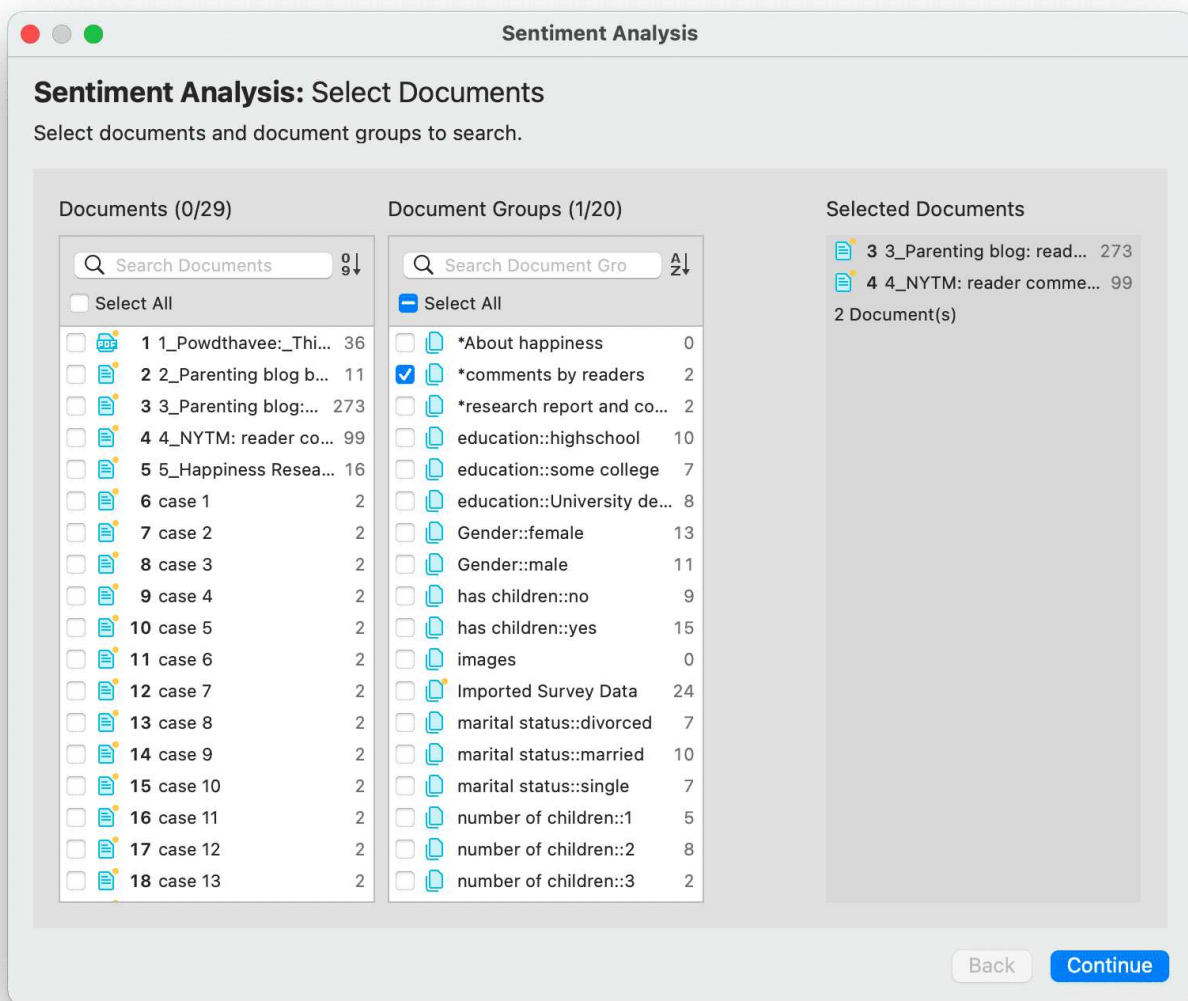 Sentiment Analysis
Sentiment Analysis: Select Documents
Select documents and document groups to search.
Documents (0/29)
Search Documents
Select All
1 1_Powdthavee:_Thi... 36
2 2_Parenting blog b... 11
3 3_Parenting blog:... 273
4 4_NYTM: reader co... 99
5 5_Happiness Resea... 16
6 case 1 2
7 case 2 2
8 case 3 2
9 case 4 2
10 case 5 2
11 case 6 2
12 case 7 2
13 case 8 2
14 case 9 2
15 case 10 2
16 case 11 2
17 case 12 2
18 case 13 2
Document Groups (1/20)
Search Document Gro
Select All
*About happiness 0
*comments by readers 2
*research report and co... 2
education::highschool 10
education::some college 7
education::University de... 8
Gender::female 13
Gender::male 11
has children::no 9
has children::yes 15
images 0
Imported Survey Data 24
marital status::divorced 7
marital status::married 10
marital status::single 7
number of children::1 5
number of children::2 8
number of children::3 2
Selected Documents
3 3_Parenting blog: read... 273
4 4_NYTM: reader comme... 99
2 Document(s)
Back
Continue